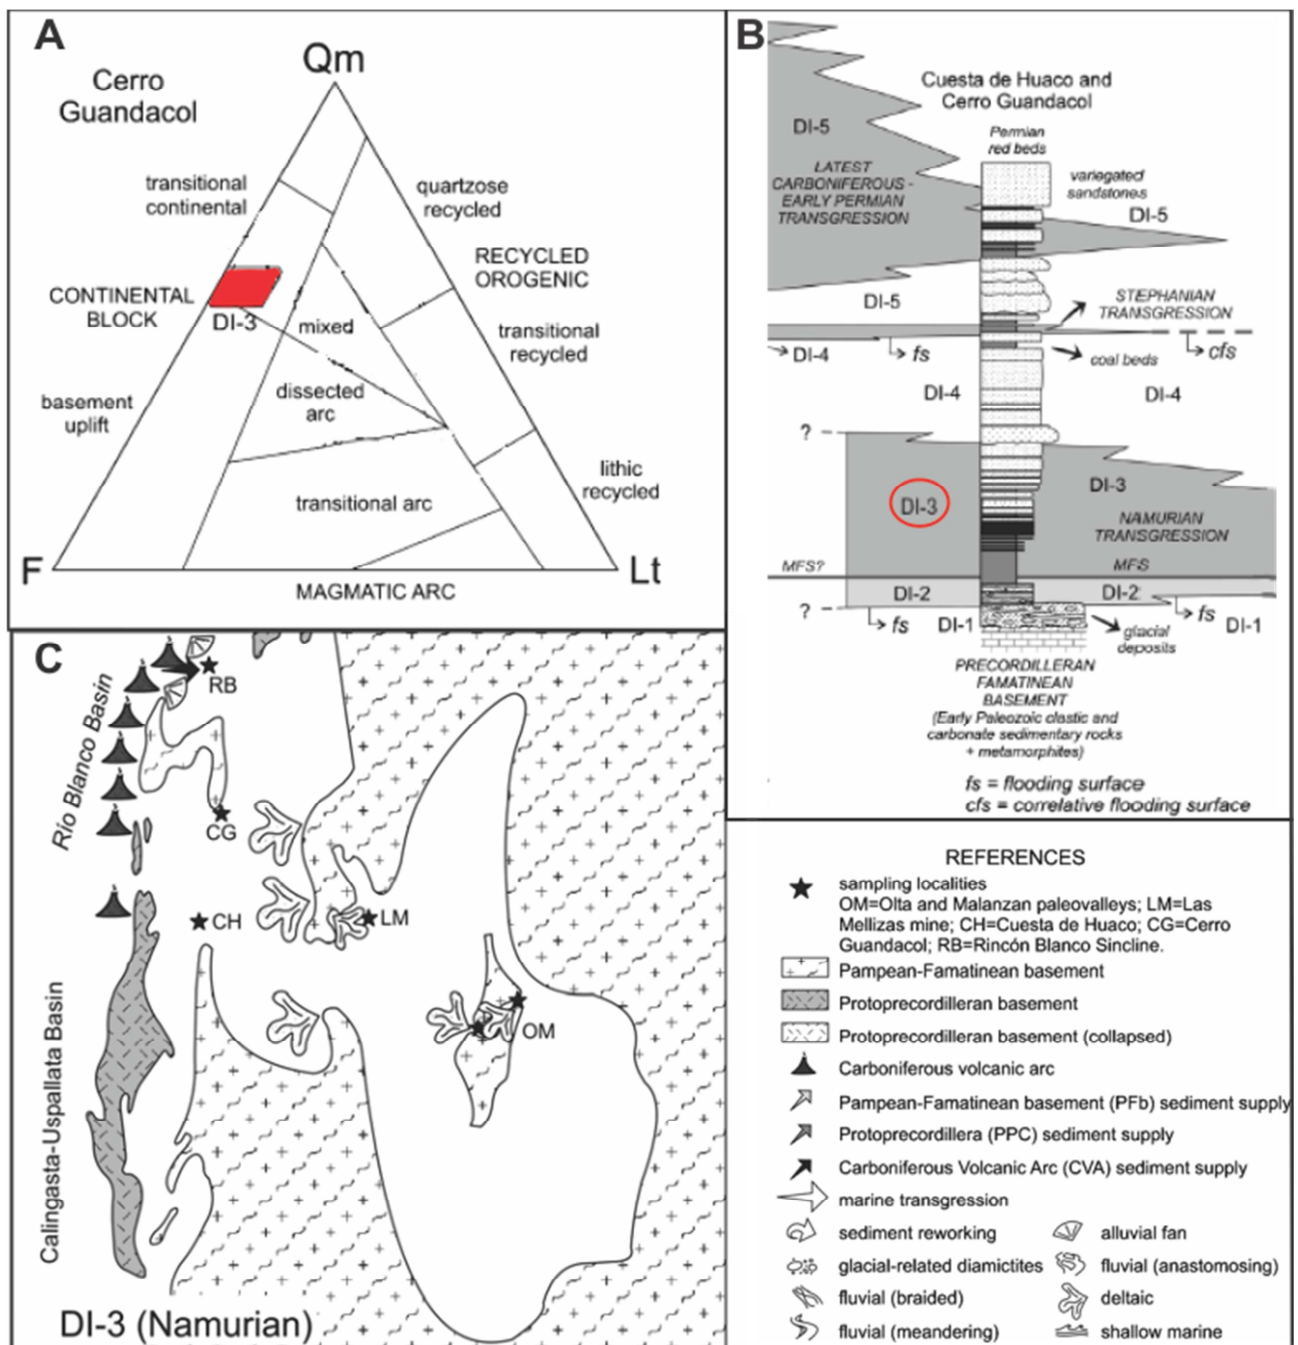 A
Qm
Cerro
Guandacol
transitional
continental
quartzose
recycled
RECYCLED
OROGENIC
CONTINENTAL
BLOCK
DI-3
mixed
transitional
recycled
dissected
arc
basement
uplift
lithic
recycled
transitional arc
F
Lt
MAGMATIC ARC
B
Cuesta de Huaco and
Cerro Guandacol
DI-5
Permian
red beds
LATEST
CARBONIFEROUS -
EARLY PERMIAN
TRANSGRESSION
variegated
sandstones
DI-5
DI-5
STEPHANIAN
TRANSGRESSION
DI-4
fs
coal beds
cfs
DI-4
DI-4
?
DI-3
DI-3
NAMURIAN
TRANSGRESSION
MFS?
MFS
DI-2
DI-2
?
fs
DI-1
glacial
deposits
fs
DI-1
PRECORDILLERAN
FAMATINEAN
BASEMENT
(Early Paleozoic clastic and
carbonate sedimentary rocks
+ metamorphites)
fs = flooding surface
cfs = correlative flooding surface
C
RB
Río Blanco Basin
CG
CH
LM
OM
Calingasta-Uspallata Basin
DI-3 (Namurian)
REFERENCES
sampling localities
OM=Olta and Malanzan paleovalleys; LM=Las
Mellizas mine; CH=Cuesta de Huaco; CG=Cerro
Guandacol; RB=Rincón Blanco Sincline.
Pampean-Famatinean basement
Protoprecordilleran basement
Protoprecordilleran basement (collapsed)
Carboniferous volcanic arc
Pampean-Famatinean basement (PFb) sediment supply
Protoprecordillera (PPC) sediment supply
Carboniferous Volcanic Arc (CVA) sediment supply
marine transgression
sediment reworking
alluvial fan
glacial-related diamictites
fluvial (anastomosing)
fluvial (braided)
deltaic
fluvial (meandering)
shallow marine